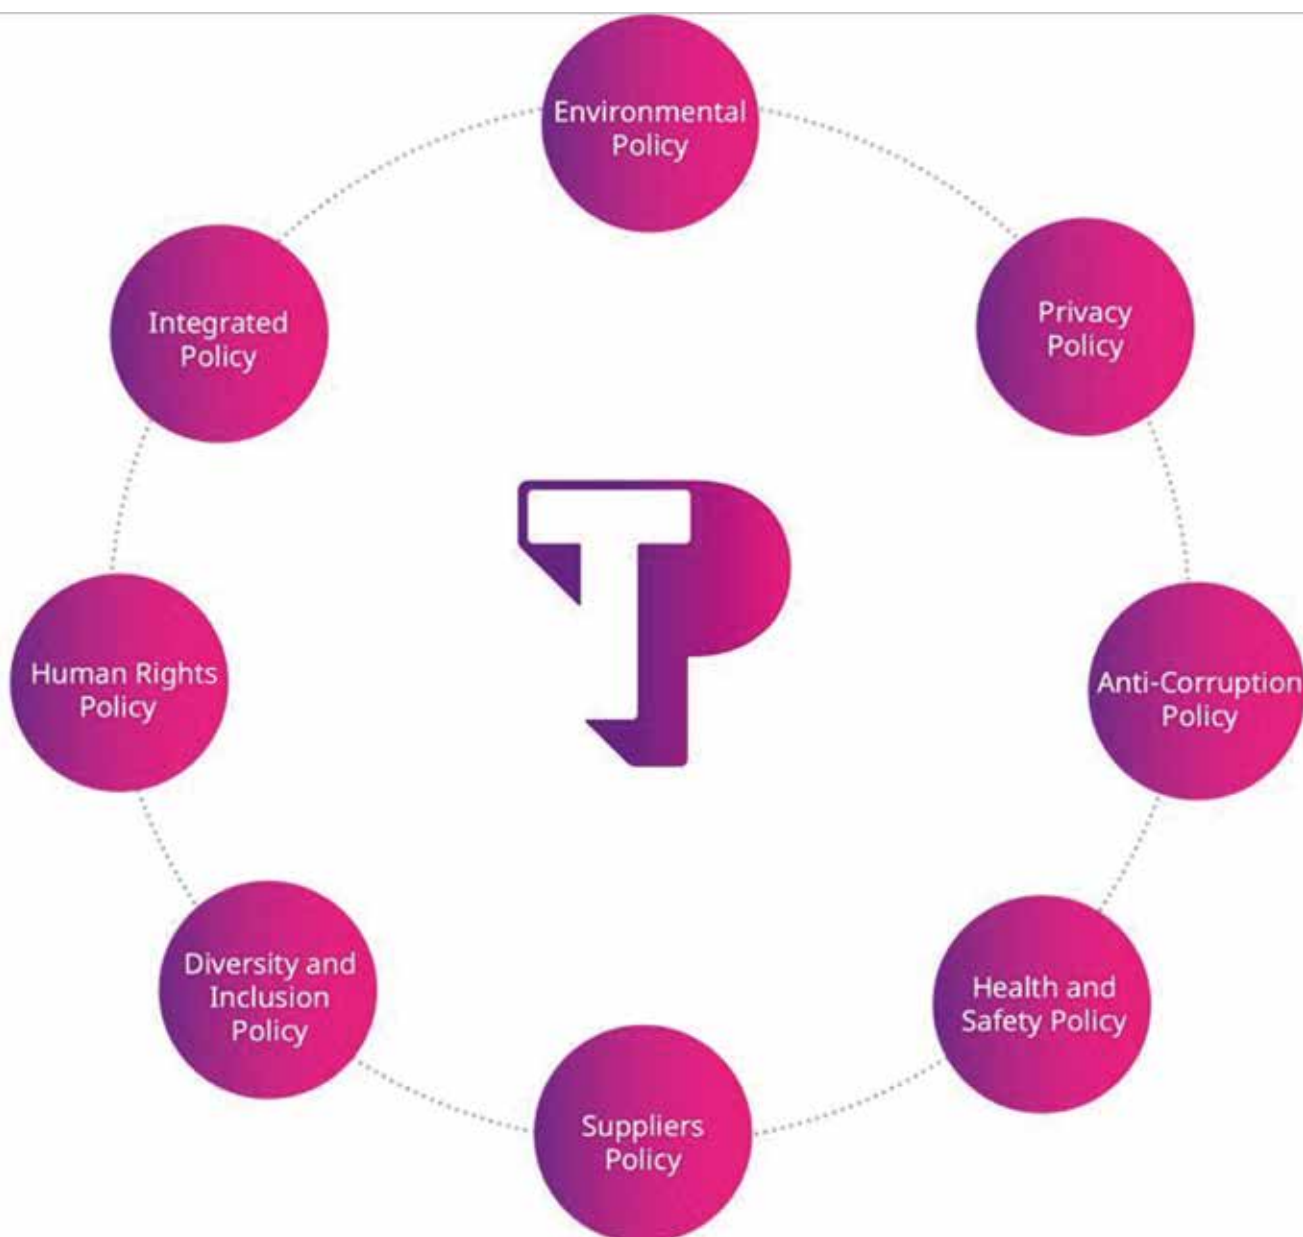 Environmental
Policy
Privacy
Policy
Integrated
Policy
TP
Human Rights
Policy
Anti-Corruption
Policy
Diversity and
Inclusion
Policy
Health and
Safety Policy
Suppliers
Policy